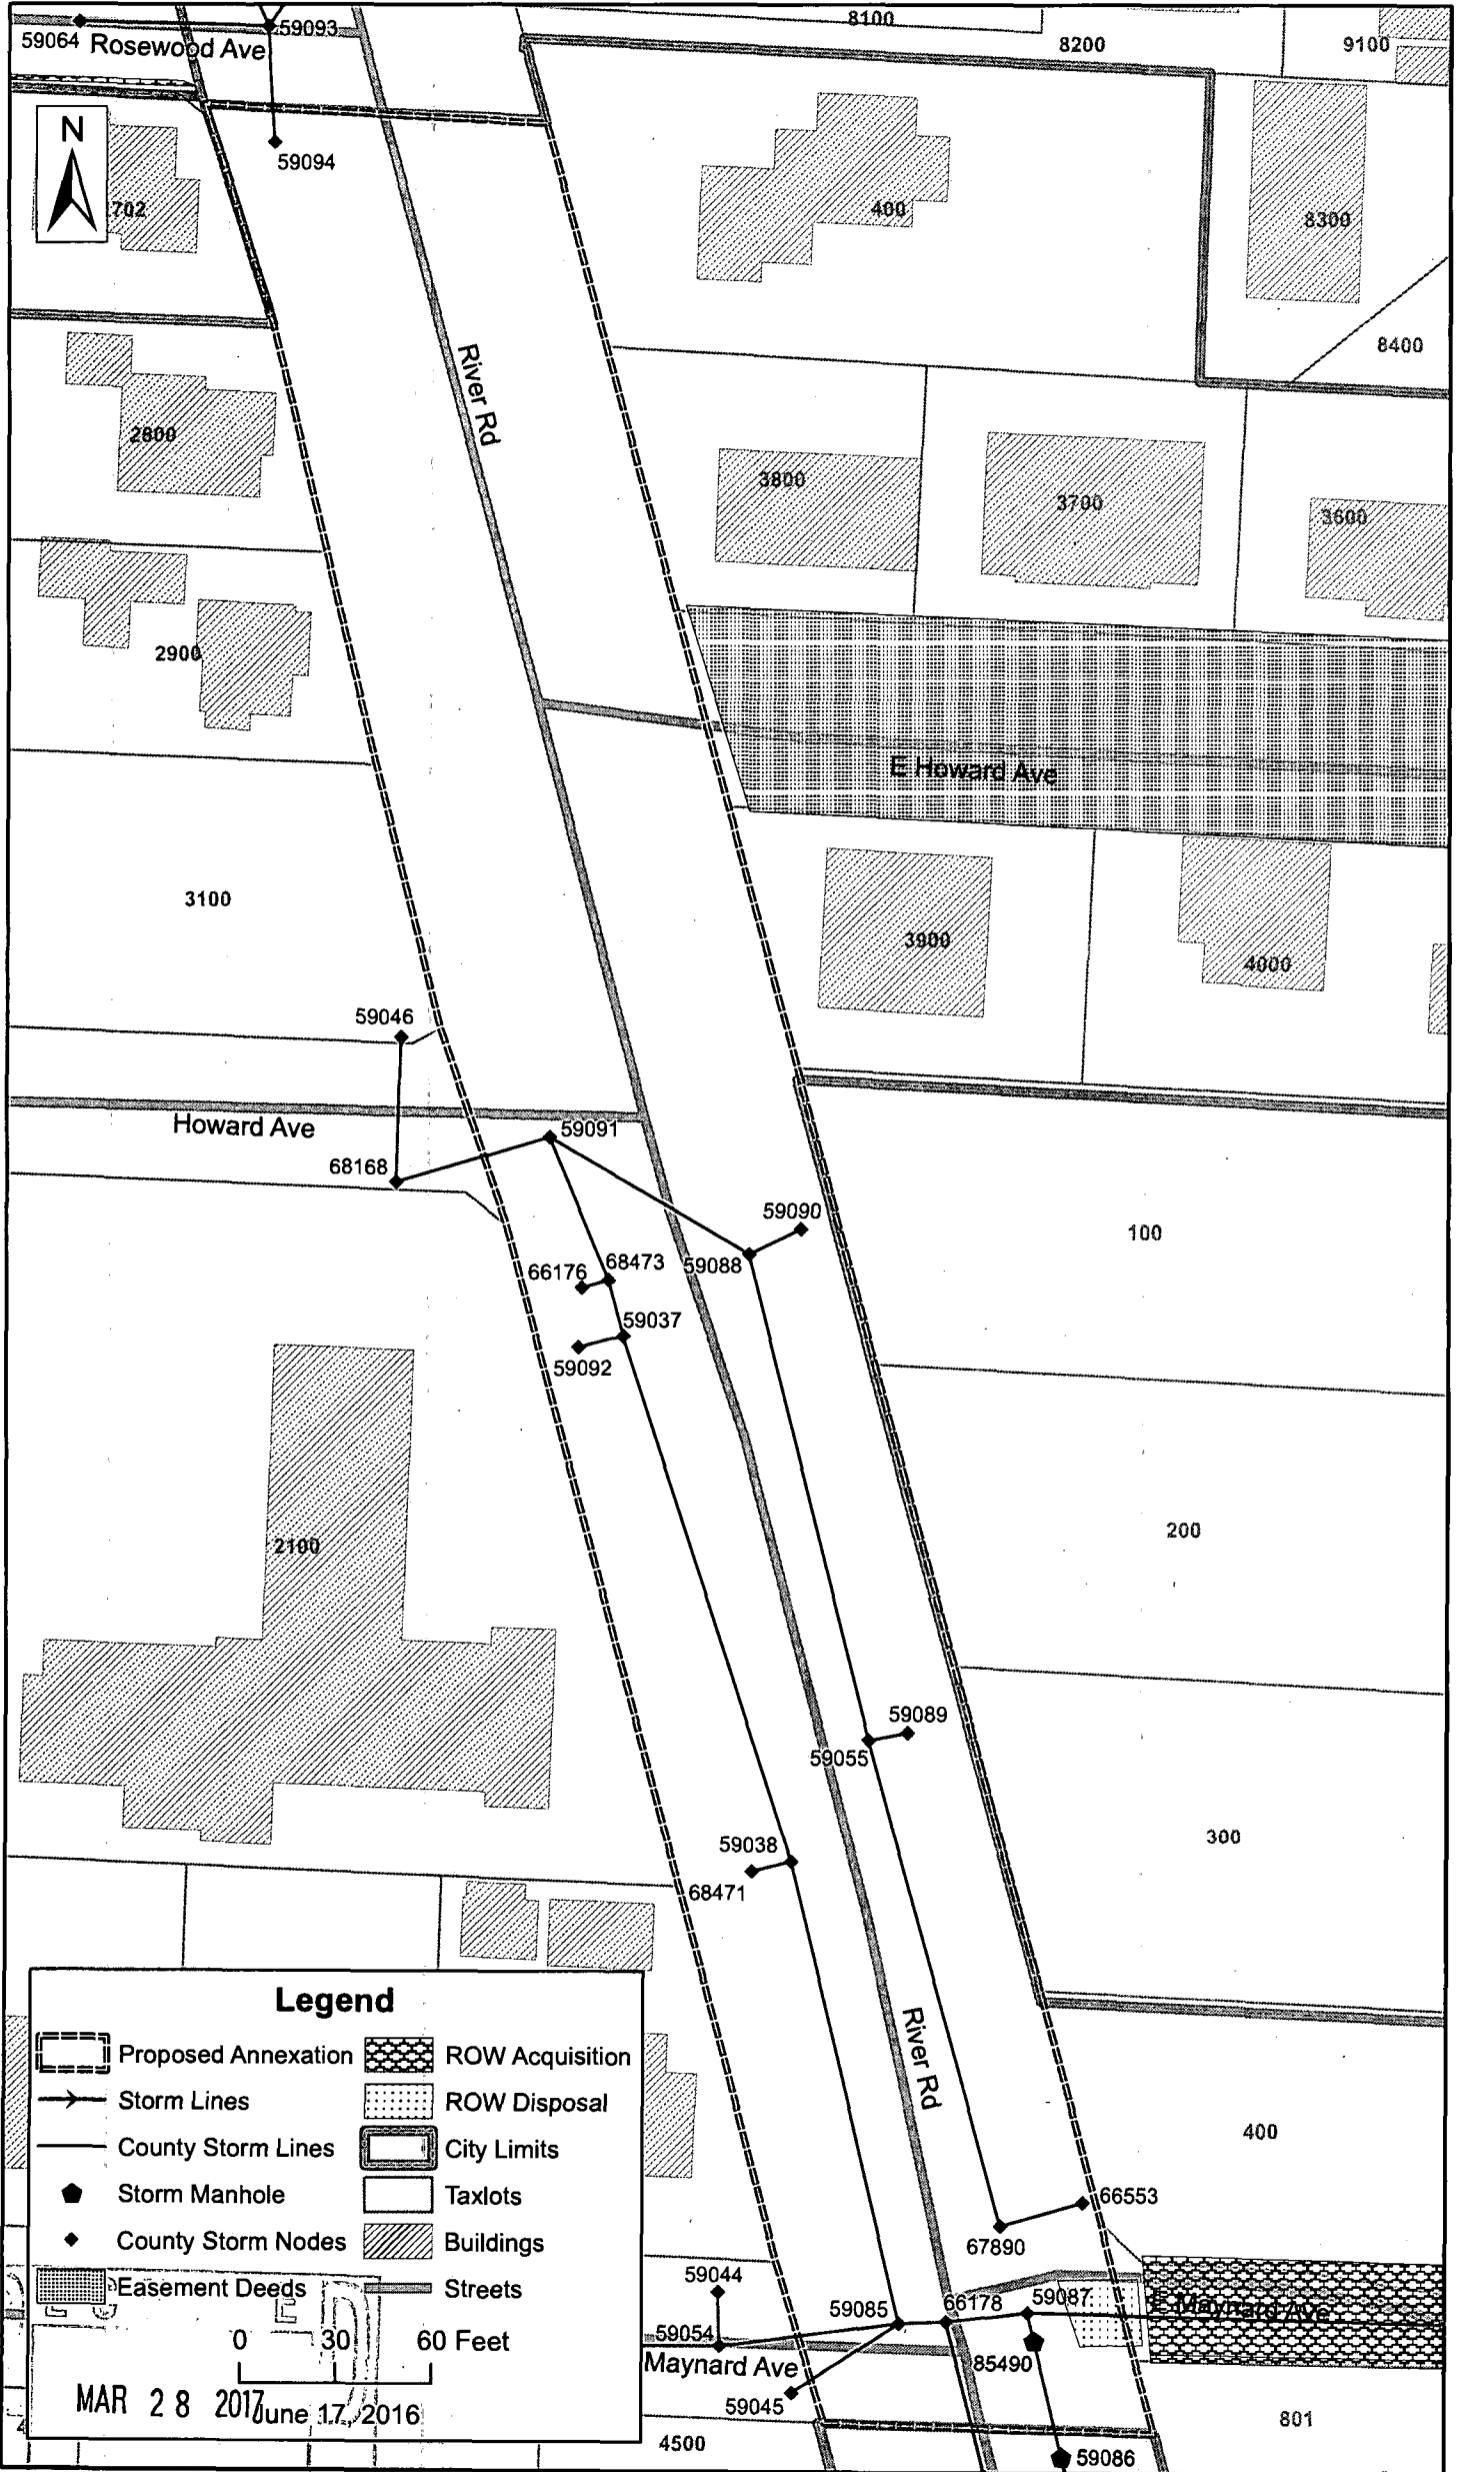 8100
59093
59064
Rosewood Ave
8200
9100
N
59094
702
400
8300
8400
River Rd
2800
3800
3700
3600
2900
E Howard Ave
3100
3900
4000
59046
Howard Ave
59091
68168
59090
100
59088
68473
66176
59037
59092
200
2100
59089
59055
300
59038
68471
River Rd
400
66553
67890
59044
59087
66178
59085
E Maynard Ave
59054
Maynard Ave
85490
59045
801
4500
59086
Legend
Proposed Annexation
ROW Acquisition
Storm Lines
ROW Disposal
County Storm Lines
City Limits
Storm Manhole
Taxlots
County Storm Nodes
Buildings
Easement Deeds
Streets
0 30 60 Feet
MAR 28 2017
June 17, 2016